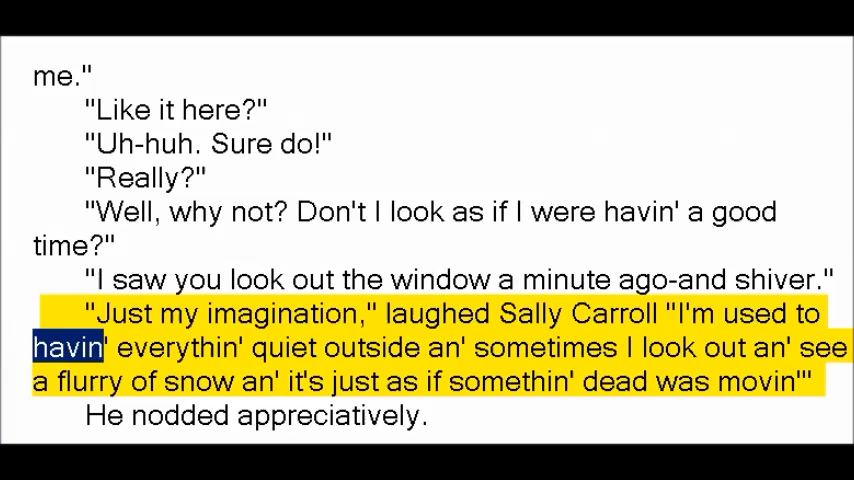 me."
"Like it here?"
"Uh-huh. Sure do!"
"Really?"
"Well, why not? Don't I look as if I were havin' a good
time?"
"I saw you look out the window a minute ago-and shiver."
"Just my imagination," laughed Sally Carroll "I'm used to
havin' everythin' quiet outside an' sometimes I look out an' see
a flurry of snow an' it's just as if somethin' dead was movin'"
He nodded appreciatively.